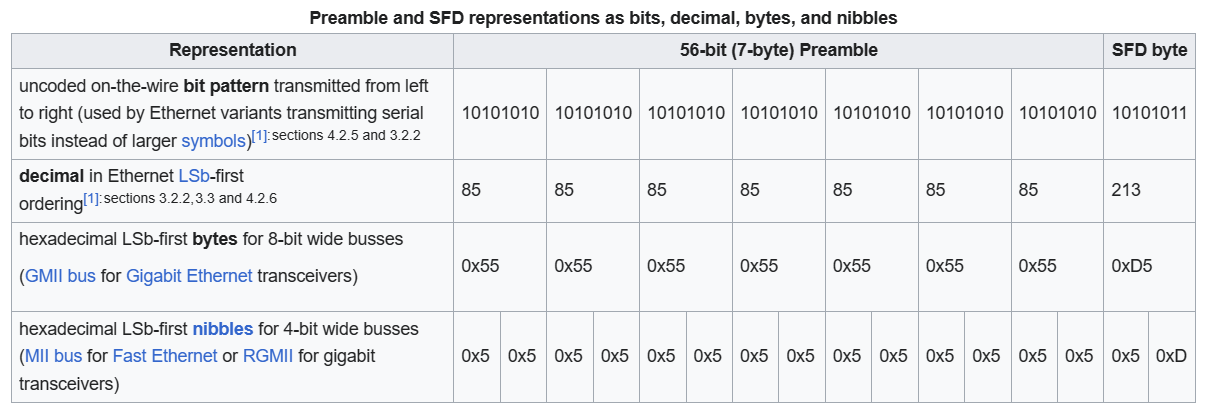 Preamble and SFD representations as bits, decimal, bytes, and nibbles
Representation 56-bit (7-byte) Preamble SFD byte
uncoded on-the-wire bit pattern transmitted from left
to right (used by Ethernet variants transmitting serial
bits instead of larger symbols)[1]: sections 4.2.5 and 3.2.2
10101010 10101010 10101010 10101010 10101010 10101010 10101010 10101011
decimal in Ethernet LSb-first
ordering[1]: sections 3.2.2, 3.3 and 4.2.6
85 85 85 85 85 85 85 213
hexadecimal LSb-first bytes for 8-bit wide busses
(GMII bus for Gigabit Ethernet transceivers)
0x55 0x55 0x55 0x55 0x55 0x55 0x55 0xD5
hexadecimal LSb-first nibbles for 4-bit wide busses
(MII bus for Fast Ethernet or RGMII for gigabit
transceivers)
0x5 0x5 0x5 0x5 0x5 0x5 0x5 0x5 0x5 0x5 0x5 0x5 0x5 0x5 0x5 0xD